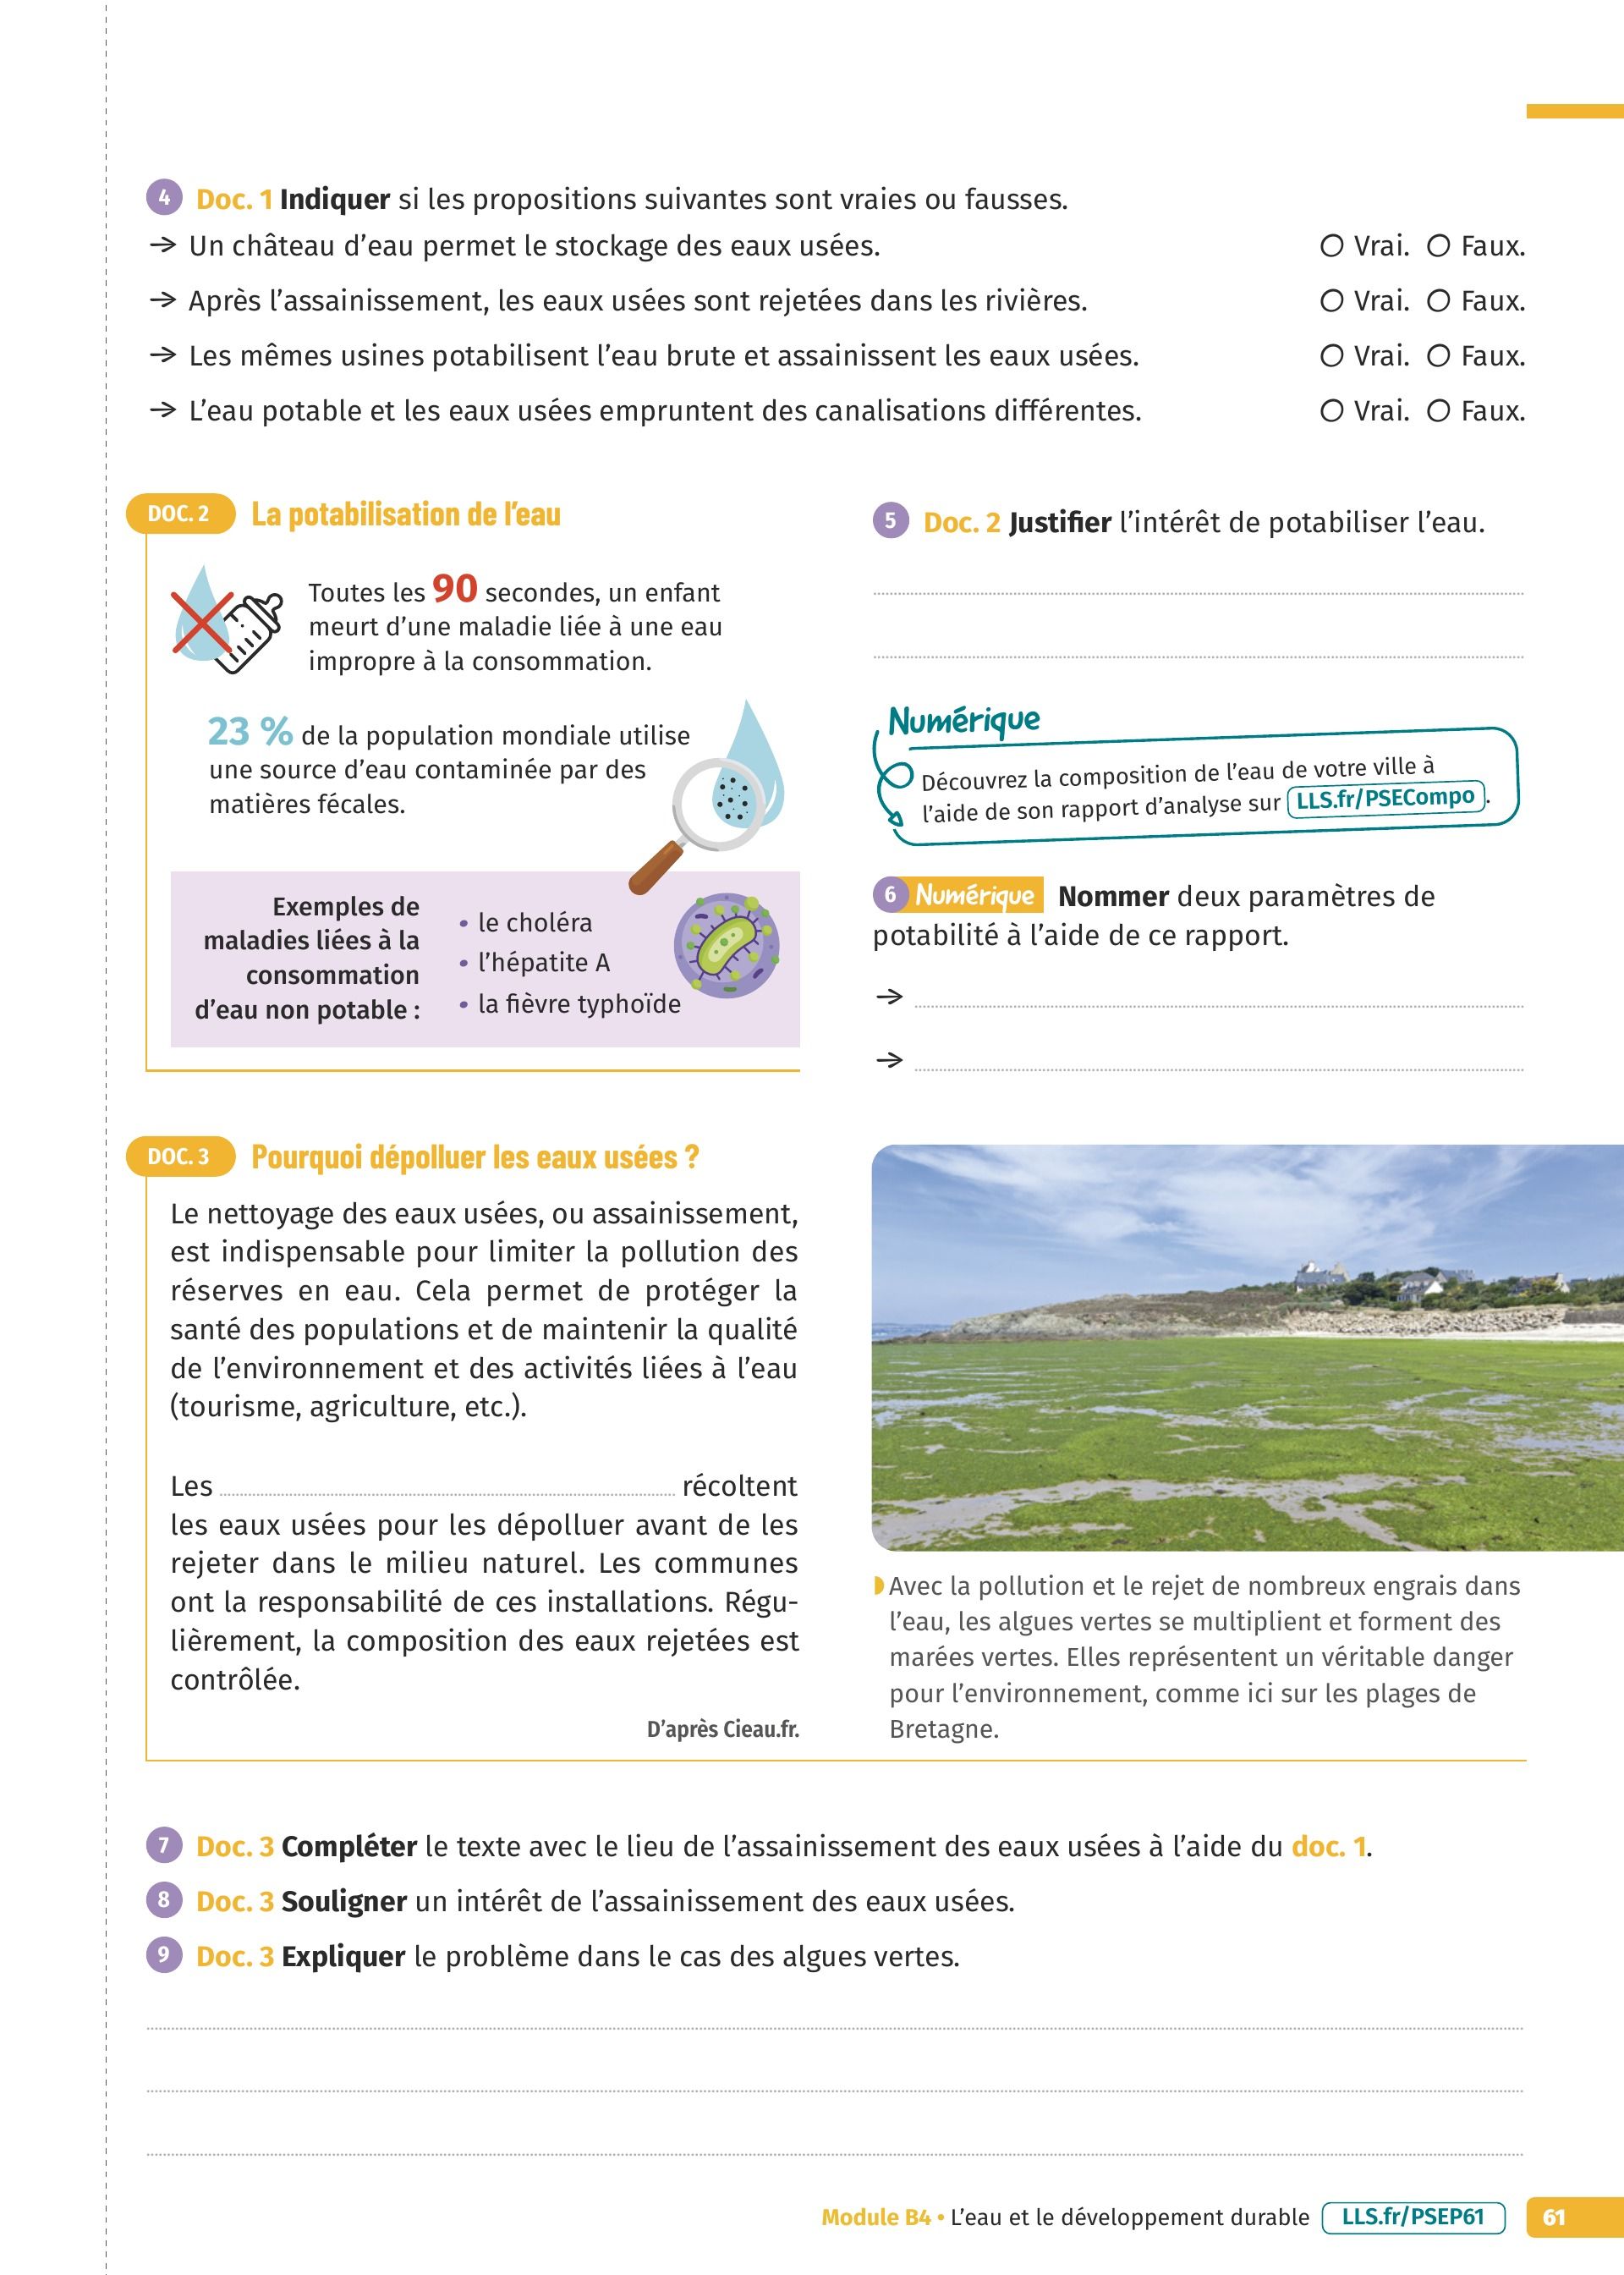 4 Doc. 1 Indiquer si les propositions suivantes sont vraies ou fausses.
→ Un château d’eau permet le stockage des eaux usées. Vrai. Faux.
→ Après l’assainissement, les eaux usées sont rejetées dans les rivières. Vrai. Faux.
→ Les mêmes usines potabilisent l’eau brute et assainissent les eaux usées. Vrai. Faux.
→ L’eau potable et les eaux usées empruntent des canalisations différentes. Vrai. Faux.
DOC. 2 La potabilisation de l’eau
Toutes les 90 secondes, un enfant
meurt d’une maladie liée à une eau
impropre à la consommation.
23 % de la population mondiale utilise
une source d’eau contaminée par des
matières fécales.
Exemples de
maladies liées à la
consommation
d’eau non potable :
• le choléra
• l’hépatite A
• la fièvre typhoïde
5 Doc. 2 Justifier l’intérêt de potabiliser l’eau.
Numérique
Découvrez la composition de l’eau de votre ville à
l’aide de son rapport d’analyse sur LLS.fr/PSECompo.
6 Numérique Nommer deux paramètres de
potabilité à l’aide de ce rapport.
→
→
DOC. 3 Pourquoi dépolluer les eaux usées ?
Le nettoyage des eaux usées, ou assainissement,
est indispensable pour limiter la pollution des
réserves en eau. Cela permet de protéger la
santé des populations et de maintenir la qualité
de l’environnement et des activités liées à l’eau
(tourisme, agriculture, etc.).
Les ........ récoltent
les eaux usées pour les dépolluer avant de les
rejeter dans le milieu naturel. Les communes
ont la responsabilité de ces installations. Régu-
lièrement, la composition des eaux rejetées est
contrôlée.
D’après Cieau.fr.
Avec la pollution et le rejet de nombreux engrais dans
l’eau, les algues vertes se multiplient et forment des
marées vertes. Elles représentent un véritable danger
pour l’environnement, comme ici sur les plages de
Bretagne.
7 Doc. 3 Compléter le texte avec le lieu de l’assainissement des eaux usées à l’aide du doc. 1.
8 Doc. 3 Souligner un intérêt de l’assainissement des eaux usées.
9 Doc. 3 Expliquer le problème dans le cas des algues vertes.
Module B4 • L’eau et le développement durable LLS.fr/PSEP61 61